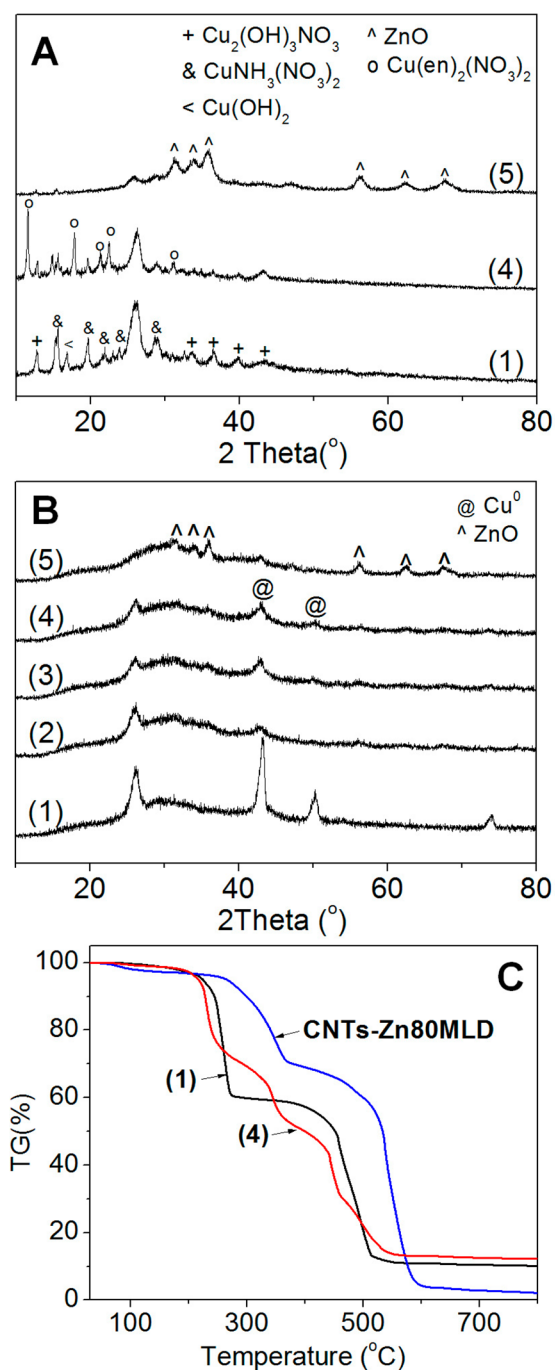 A
+ Cu2(OH)3NO3 ^ ZnO
& CuNH3(NO3)2 o Cu(en)2(NO3)2
< Cu(OH)2
^ ^ ^ ^ ^ ^
(5)
o o o o o
(4)
+ & < & & & & + + + +
(1)
20 40 60 80
2 Theta(o)
B
@ Cu0
^ ZnO
(5) ^ ^ ^ ^ ^ ^
(4) @ @
(3)
(2)
(1)
20 40 60 80
2Theta (o)
C
100
80
60
40
20
0
TG(%)
CNTs-Zn80MLD
(1)
(4)
100 300 500 700
Temperature (oC)